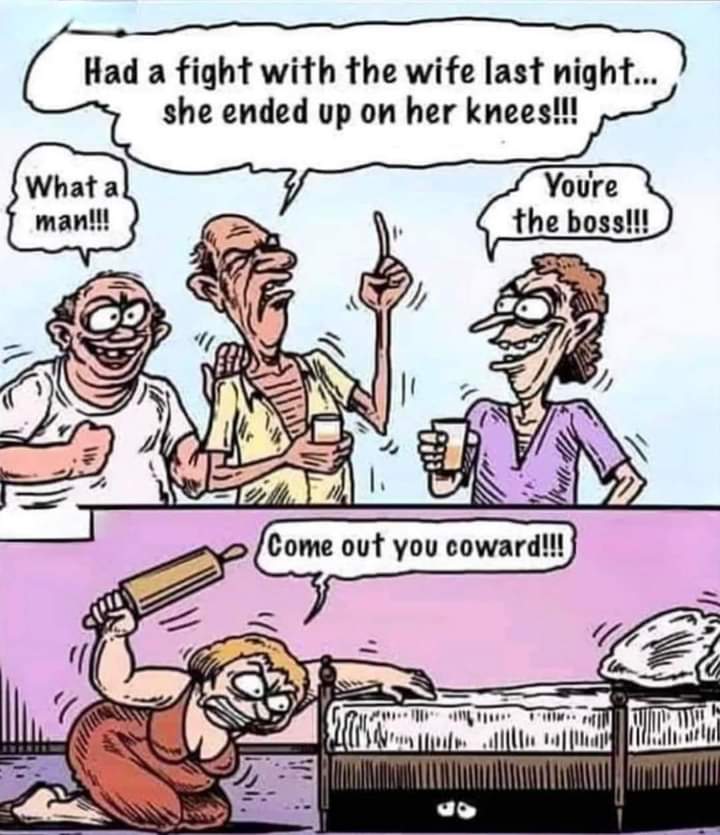 Had a fight with the wife last night...
she ended up on her knees!!!
What a
man!!!
You're
the boss!!!
Come out you coward!!!